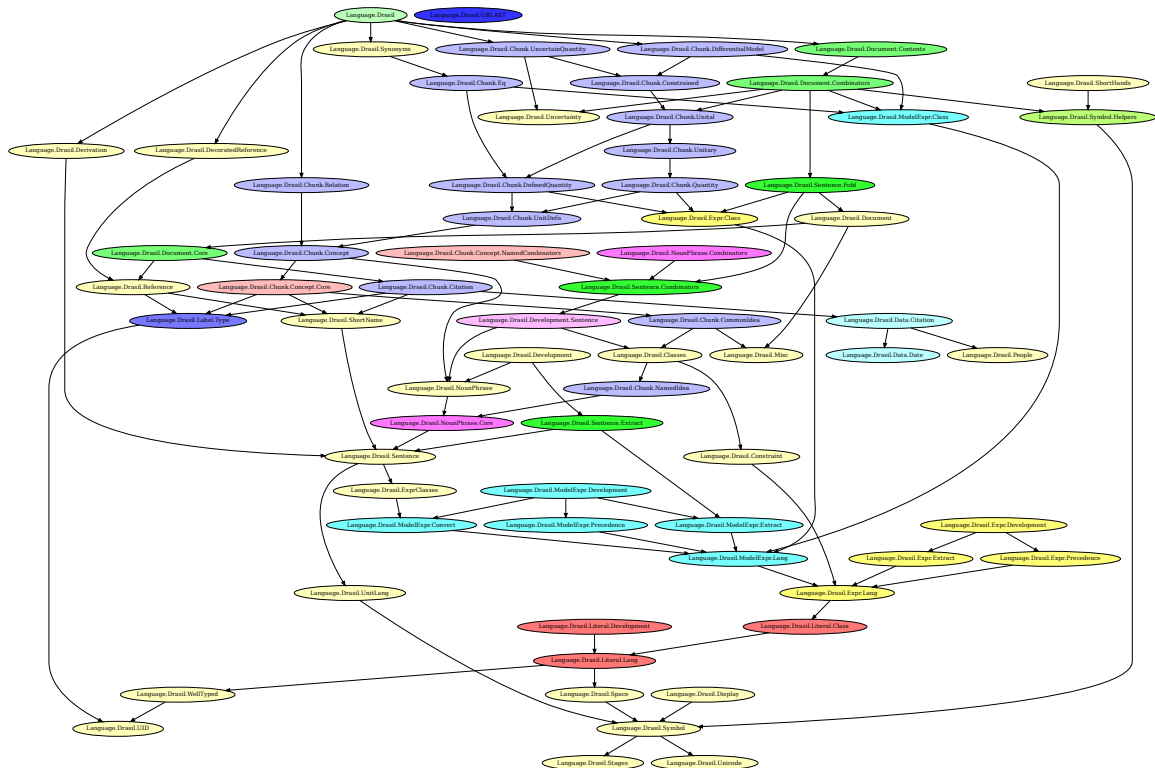 Language.Drasil
Language.Drasil.URLAST
Language.Drasil.Synonyms
Language.Drasil.Chunk.UncertainQuantity
Language.Drasil.Chunk.DifferentialModel
Language.Drasil.Document.Contents
Language.Drasil.Chunk.Eq
Language.Drasil.Chunk.Constrained
Language.Drasil.Document.Combinators
Language.Drasil.ShortHands
Language.Drasil.Uncertainty
Language.Drasil.Chunk.Unital
Language.Drasil.ModelExpr.Class
Language.Drasil.Symbol.Helpers
Language.Drasil.Derivation
Language.Drasil.DecoratedReference
Language.Drasil.Chunk.Unitary
Language.Drasil.Chunk.Relation
Language.Drasil.Chunk.DefinedQuantity
Language.Drasil.Chunk.Quantity
Language.Drasil.Sentence.Fold
Language.Drasil.Chunk.UnitDefn
Language.Drasil.Expr.Class
Language.Drasil.Document
Language.Drasil.Document.Core
Language.Drasil.Chunk.Concept
Language.Drasil.Chunk.Concept.NamedCombinators
Language.Drasil.NounPhrase.Combinators
Language.Drasil.Reference
Language.Drasil.Chunk.Concept.Core
Language.Drasil.Chunk.Citation
Language.Drasil.Sentence.Combinators
Language.Drasil.Label.Type
Language.Drasil.ShortName
Language.Drasil.Development.Sentence
Language.Drasil.Chunk.CommonIdea
Language.Drasil.Data.Citation
Language.Drasil.Development
Language.Drasil.Classes
Language.Drasil.Misc
Language.Drasil.Data.Date
Language.Drasil.People
Language.Drasil.NounPhrase
Language.Drasil.Chunk.NamedIdea
Language.Drasil.NounPhrase.Core
Language.Drasil.Sentence.Extract
Language.Drasil.Sentence
Language.Drasil.Constraint
Language.Drasil.ExprClasses
Language.Drasil.ModelExpr.Development
Language.Drasil.ModelExpr.Convert
Language.Drasil.ModelExpr.Precedence
Language.Drasil.ModelExpr.Extract
Language.Drasil.Expr.Development
Language.Drasil.ModelExpr.Lang
Language.Drasil.Expr.Extract
Language.Drasil.Expr.Precedence
Language.Drasil.UnitLang
Language.Drasil.Expr.Lang
Language.Drasil.Literal.Development
Language.Drasil.Literal.Class
Language.Drasil.Literal.Lang
Language.Drasil.WellTyped
Language.Drasil.Space
Language.Drasil.Display
Language.Drasil.UID
Language.Drasil.Symbol
Language.Drasil.Stages
Language.Drasil.Unicode